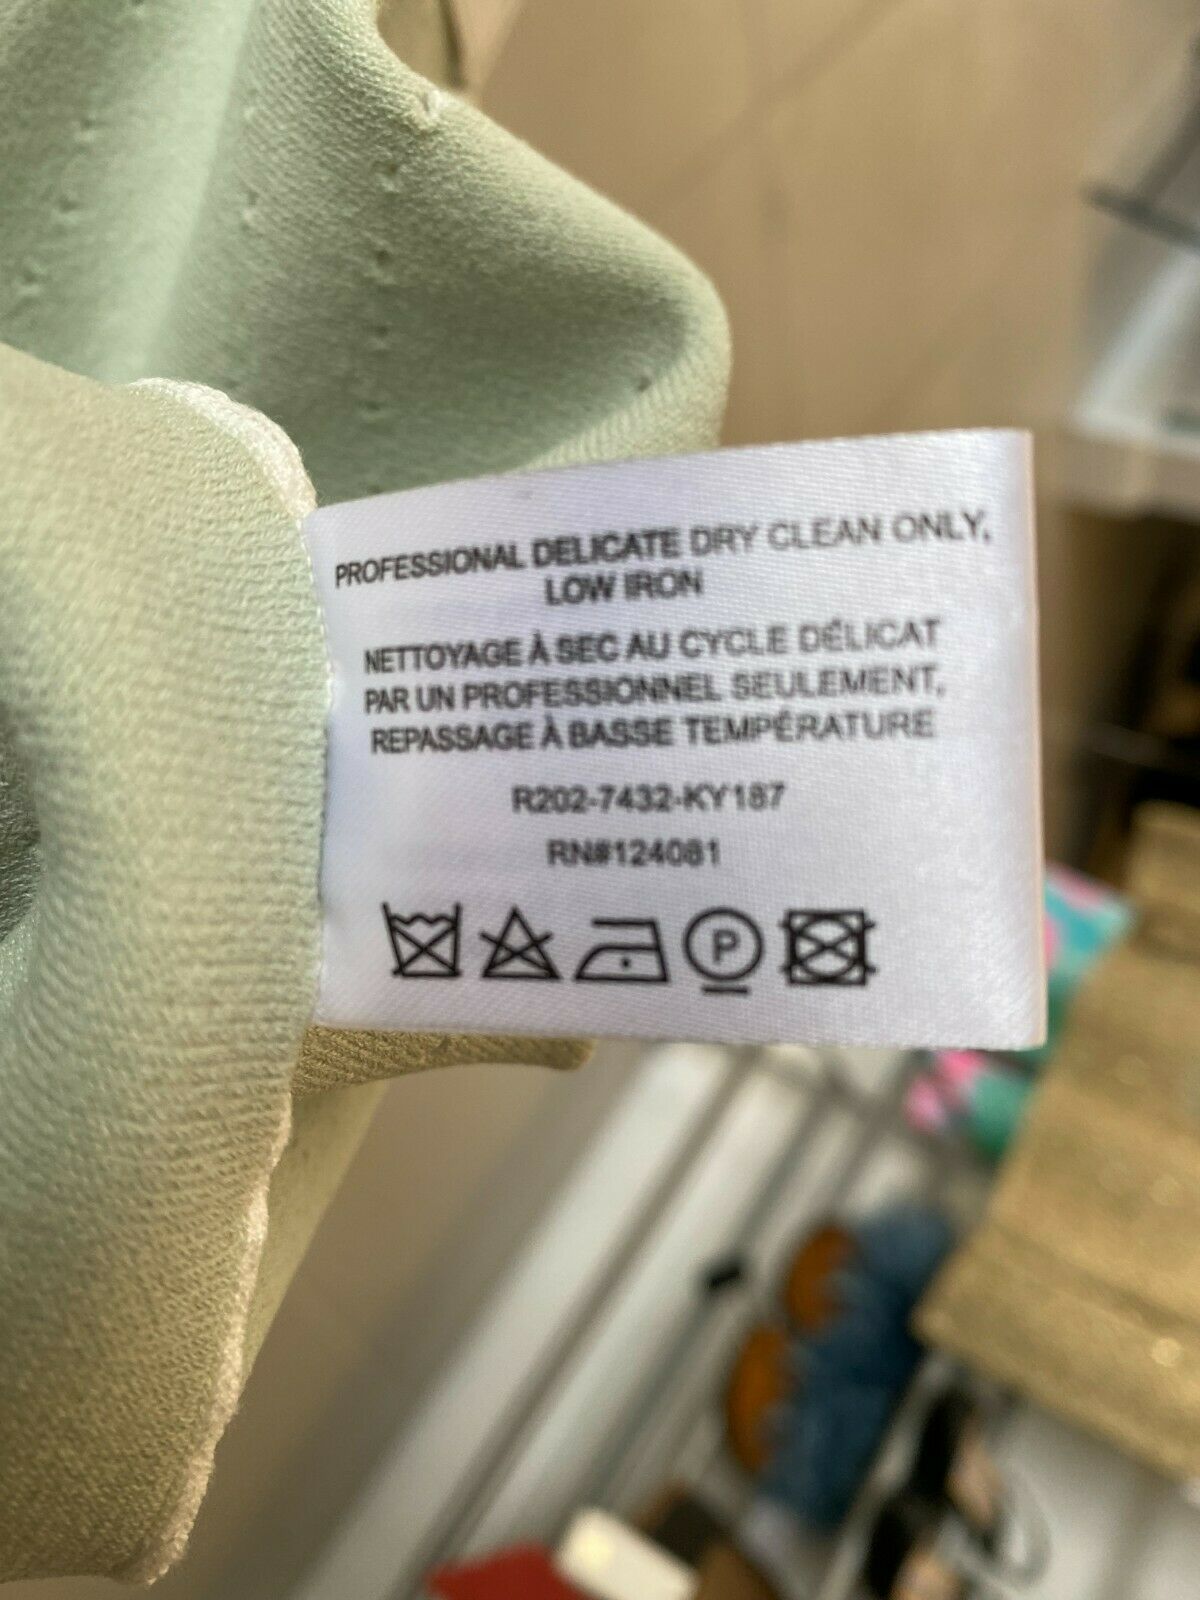 PROFESSIONAL DELICATE DRY CLEAN ONLY,
LOW IRON
NETTOYAGE À SEC AU CYCLE DÉLICAT
PAR UN PROFESSIONNEL SEULEMENT,
REPASSAGE À BASSE TEMPÉRATURE
R202-7432-KY187
RN#124081
P